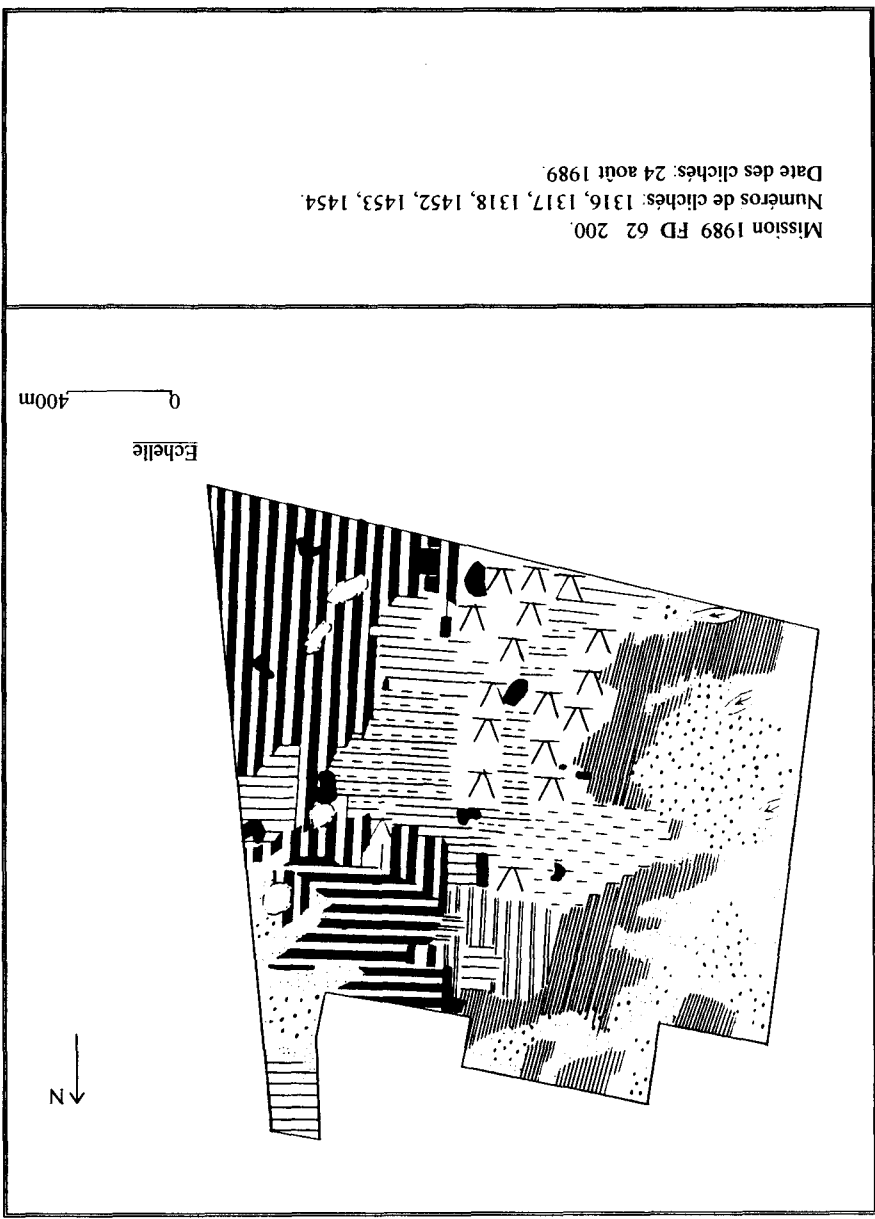 N
Echelle
0 400m
Mission 1989 FD 62 200.
Numéros de clichés: 1316, 1317, 1318, 1452, 1453, 1454.
Date des clichés: 24 août 1989.